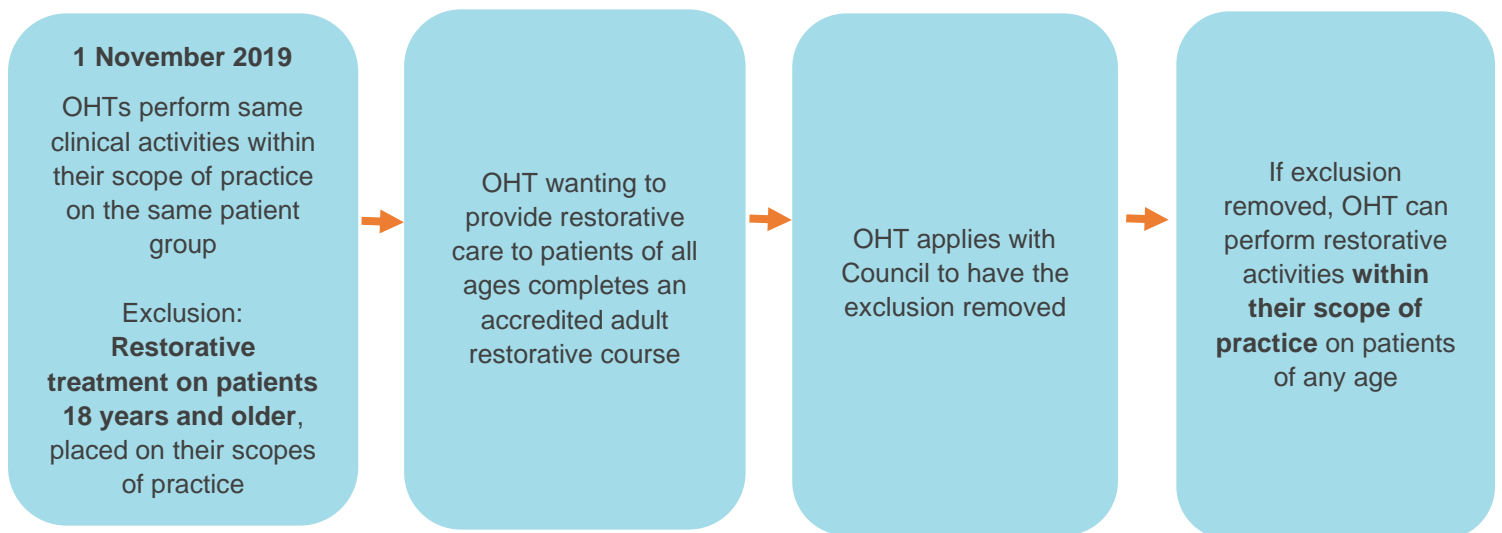 1 November 2019
OHTs perform same
clinical activities within
their scope of practice
on the same patient
group
Exclusion:
Restorative
treatment on patients
18 years and older,
placed on their scopes
of practice
OHT wanting to
provide restorative
care to patients of all
ages completes an
accredited adult
restorative course
OHT applies with
Council to have the
exclusion removed
If exclusion
removed, OHT can
perform restorative
activities within
their scope of
practice on patients
of any age